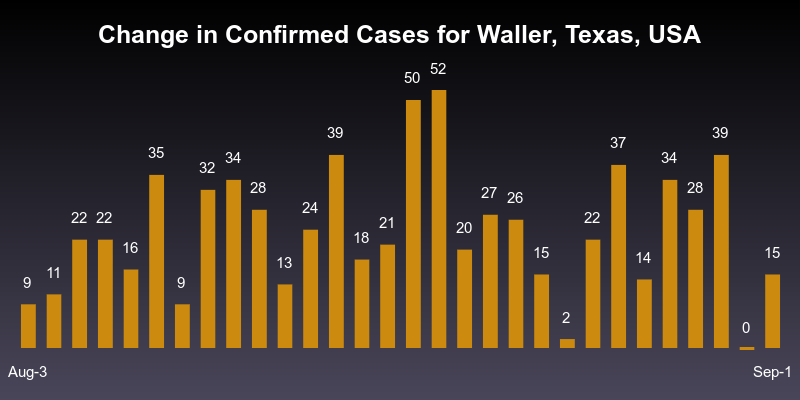 Change in Confirmed Cases for Waller, Texas, USA
9 11 22 22 16 35 9 32 34 28 13 24 39 18 21 50 52 20 27 26 15 2 22 37 14 34 28 39 0 15
Aug-3 Sep-1